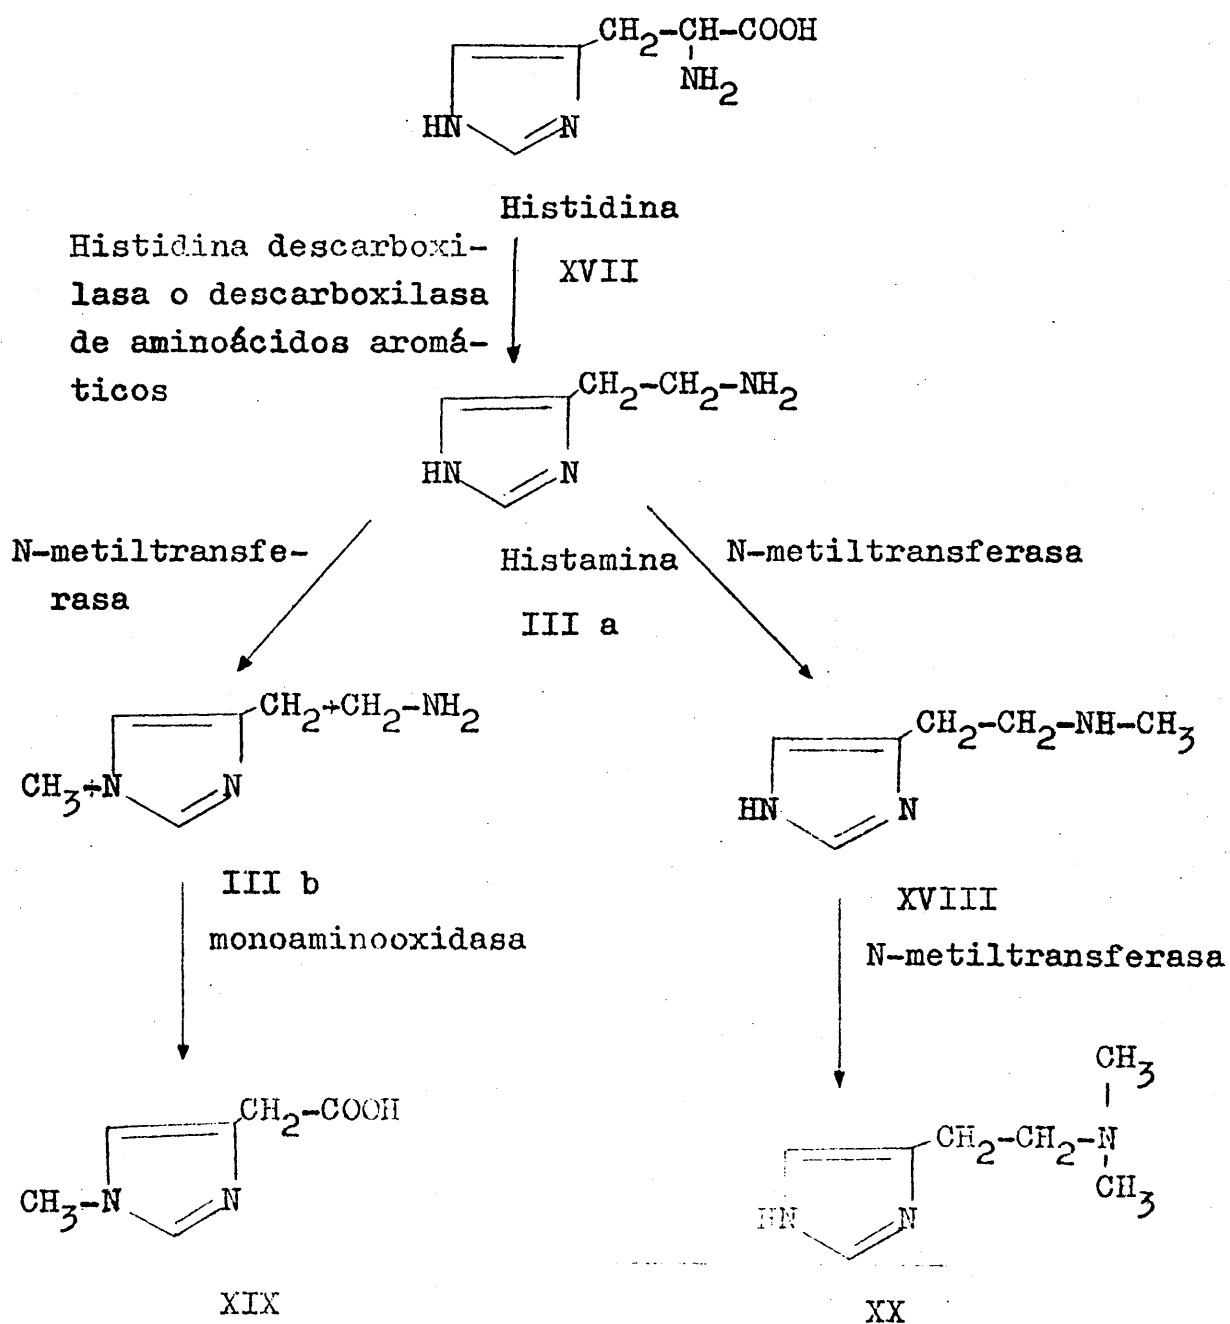 CH2-CH-COOH
NH2
HN
N
Histidina
Histidina descarboxi-
lasa o descarboxilasa
de aminoácidos aromá-
ticos
XVII
CH2-CH2-NH2
HN
N
N-metiltransfe-
rasa
Histamina
N-metiltransferasa
III a
CH2-CH2-NH2
CH3-N
N
CH2-CH2-NH-CH3
HN
N
III b
monoaminooxidasa
XVIII
N-metiltransferasa
CH2-COOH
CH3-N
N
CH3
CH2-CH2-N
CH3
HN
N
XIX
XX